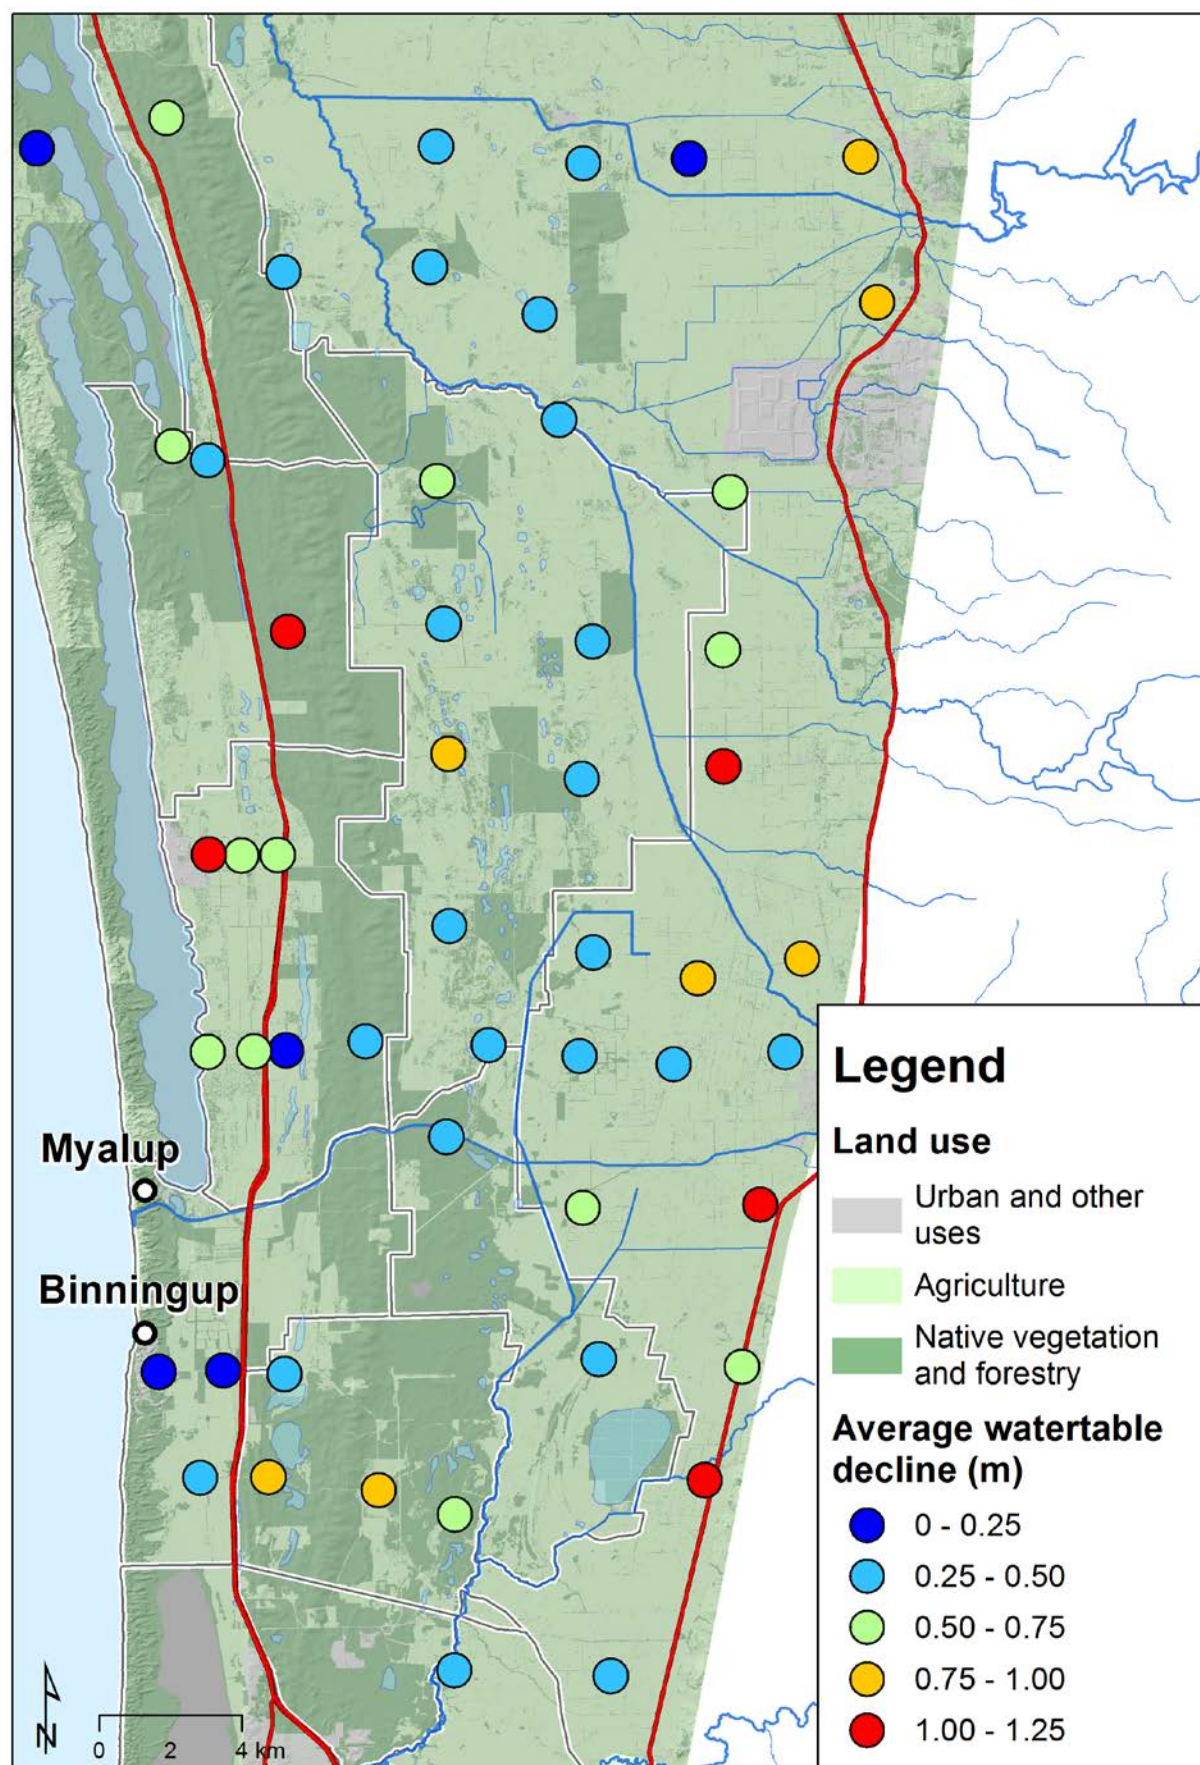 Myalup
Binningup
N
0 2 4 km
Legend
Land use
Urban and other
uses
Agriculture
Native vegetation
and forestry
Average watertable
decline (m)
0 - 0.25
0.25 - 0.50
0.50 - 0.75
0.75 - 1.00
1.00 - 1.25